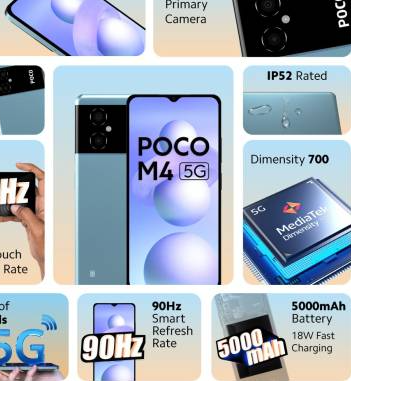 Primary
Camera
POCO
POCO
IP52 Rated
POCO
M4 5G
Dimensity 700
5G
MediaTek
Dimensity
Hz
ouch
Rate
of
ls
5G
90Hz
90Hz
Smart
Refresh
Rate
5000
mAh
5000mAh
Battery
18W Fast
Charging